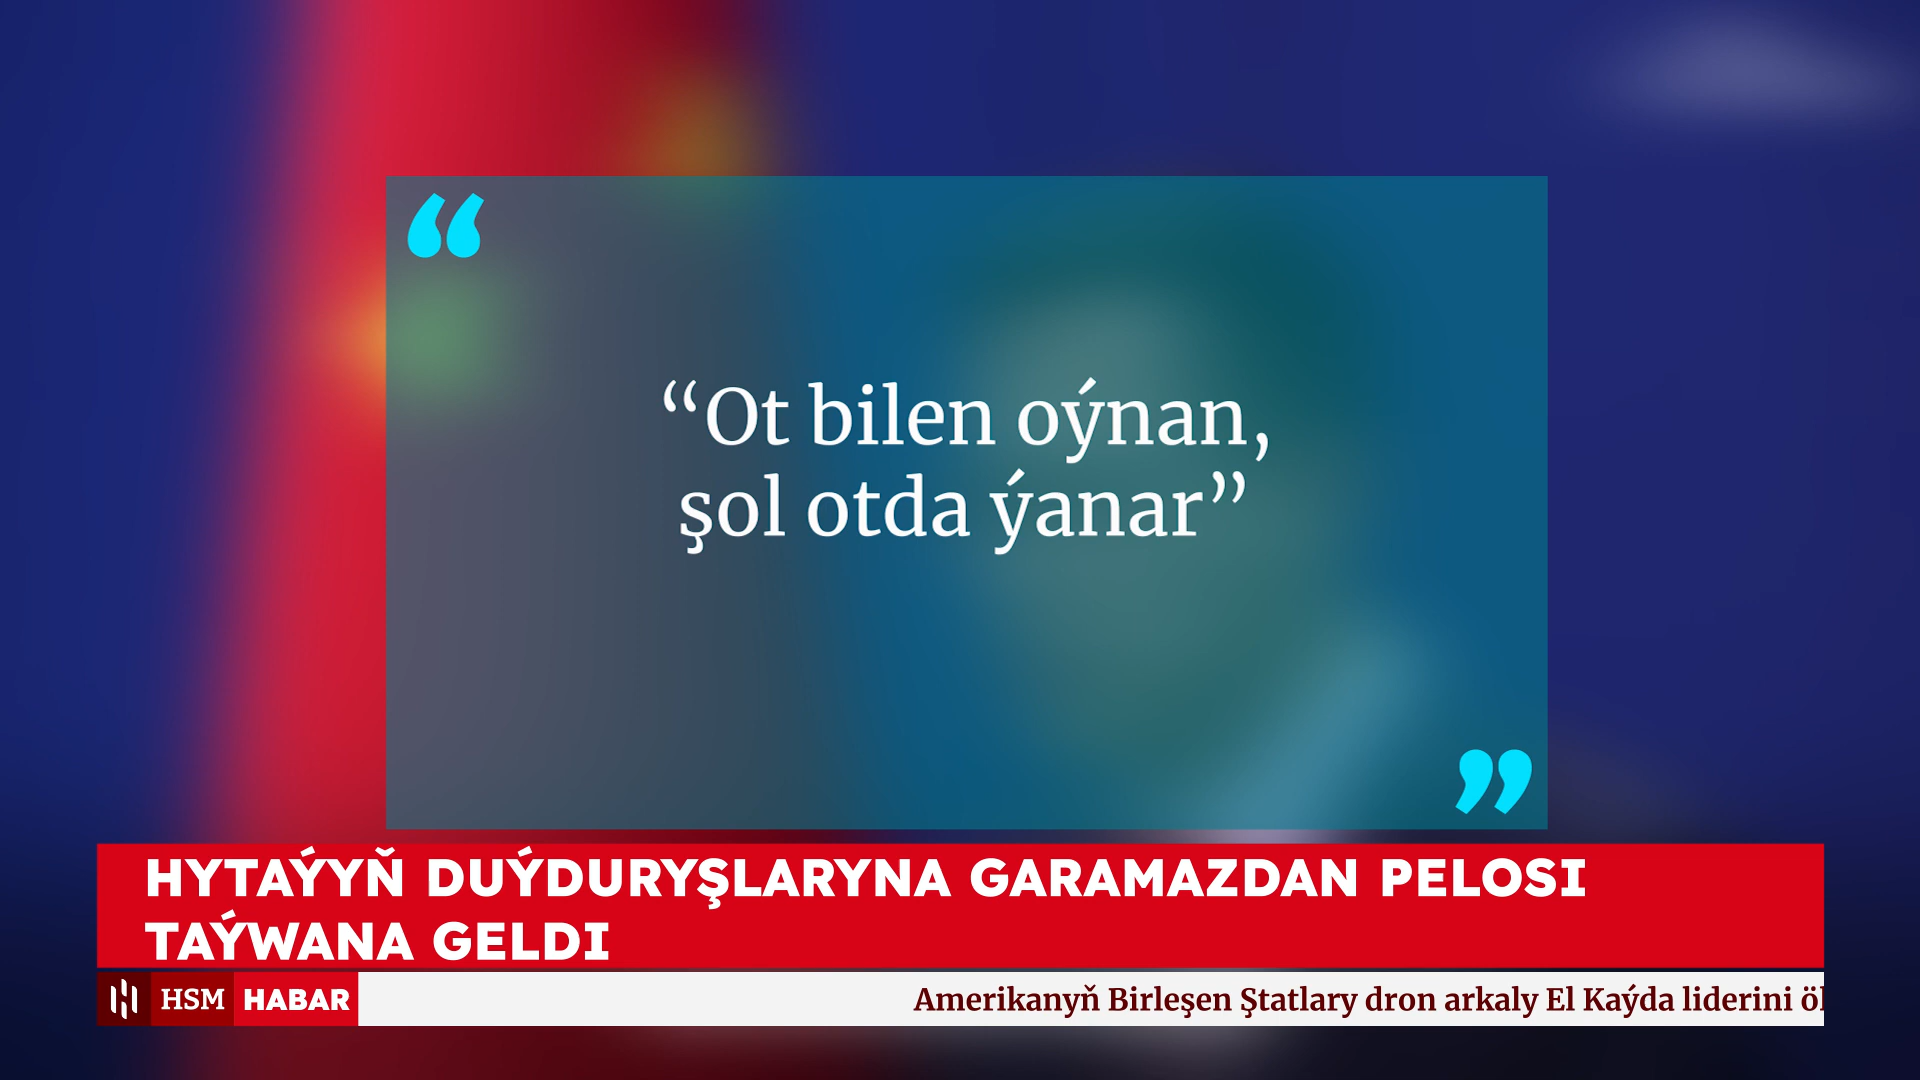 “Ot bilen oýnan,
şol otda ýanar”
HYTAÝYŇ DUÝDURYŞLARYNA GARAMAZDAN PELOSI
TAÝWANA GELDI
HSM HABAR
Amerikanyň Birleşen Ştatlary dron arkaly El Kaýda liderini